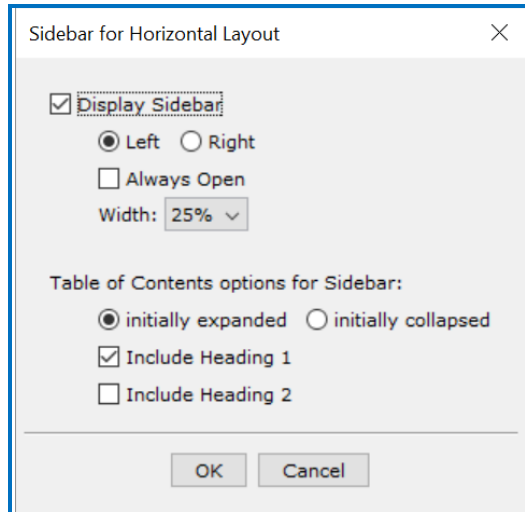 Sidebar for Horizontal Layout
Display Sidebar
Left Right
Always Open
Width: 25%
Table of Contents options for Sidebar:
initially expanded initially collapsed
Include Heading 1
Include Heading 2
OK Cancel